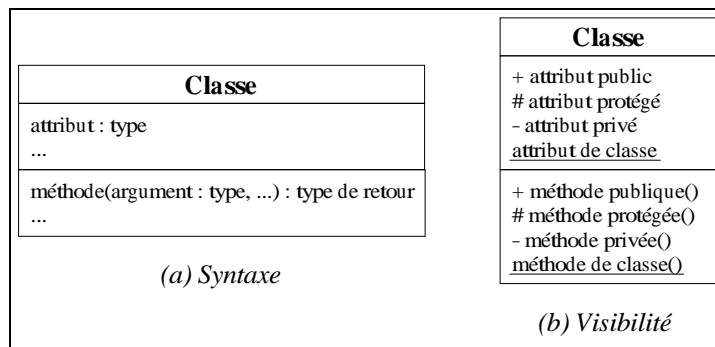 Classe
attribut : type
...
méthode(argument : type, ...) : type de retour
...
(a) Syntaxe
Classe
+ attribut public
# attribut protégé
- attribut privé
attribut de classe
+ méthode publique()
# méthode protégée()
- méthode privée()
méthode de classe()
(b) Visibilité